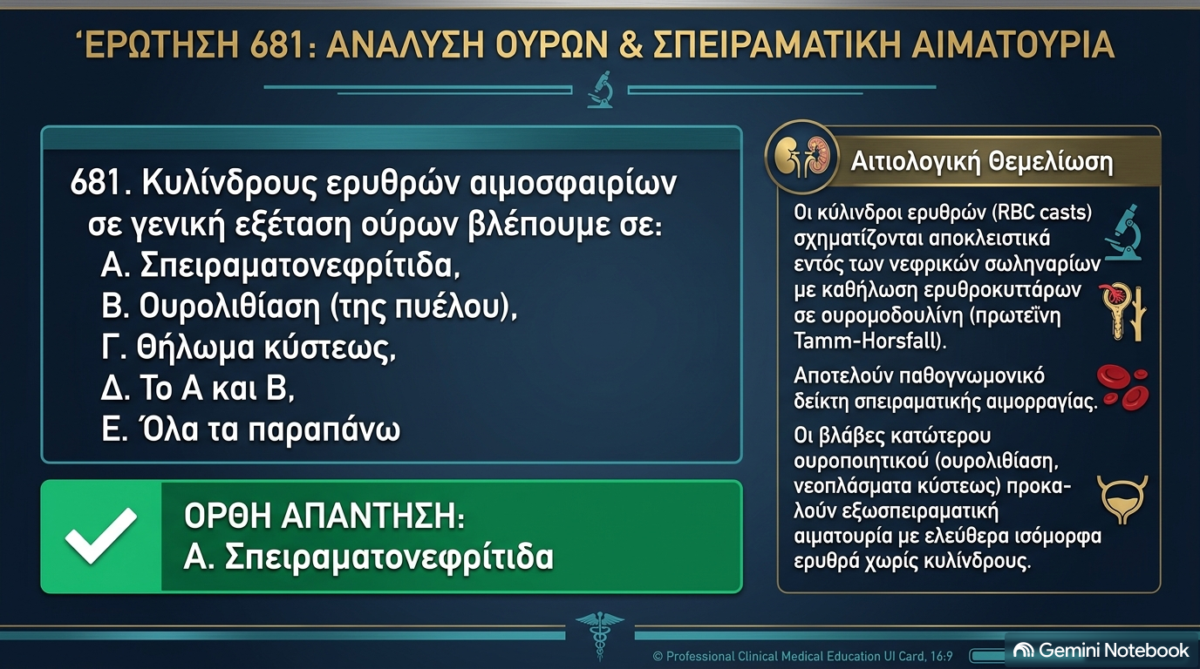 ἘΡΩΤΗΣΗ 681: ΑΝΑΛΥΣΗ ΟΥΡΩΝ & ΣΠΕΙΡΑΜΑΤΙΚΗ ΑΙΜΑΤΟΥΡΙΑ
681. Κυλίνδρους ερυθρών αιμοσφαιρίων
σε γενική εξέταση ούρων βλέπουμε σε:
Α. Σπειραματονεφρίτιδα,
Β. Ουρολιθίαση (της πυέλου),
Γ. Θήλωμα κύστεως,
Δ. Το Α και Β,
Ε. Όλα τα παραπάνω
ΟΡΘΗ ΑΠΑΝΤΗΣΗ:
Α. Σπειραματονεφρίτιδα
Αιτιολογική Θεμελίωση
Οι κύλινδροι ερυθρών (RBC casts)
σχηματίζονται αποκλειστικά
εντός των νεφρικών σωληναρίων
με καθήλωση ερυθροκυττάρων
σε ουρομοδουλίνη (πρωτεΐνη
Tamm-Horsfall).
Αποτελούν παθογνωμονικό
δείκτη σπειραματικής αιμορραγίας.
Οι βλάβες κατώτερου
ουροποιητικού (ουρολιθίαση,
νεοπλάσματα κύστεως) προκα-
λούν εξωσπειραματική
αιματουρία με ελεύθερα ισόμορφα
ερυθρά χωρίς κυλίνδρους.
© Professional Clinical Medical Education UI Card, 16:9
Gemini Notebook